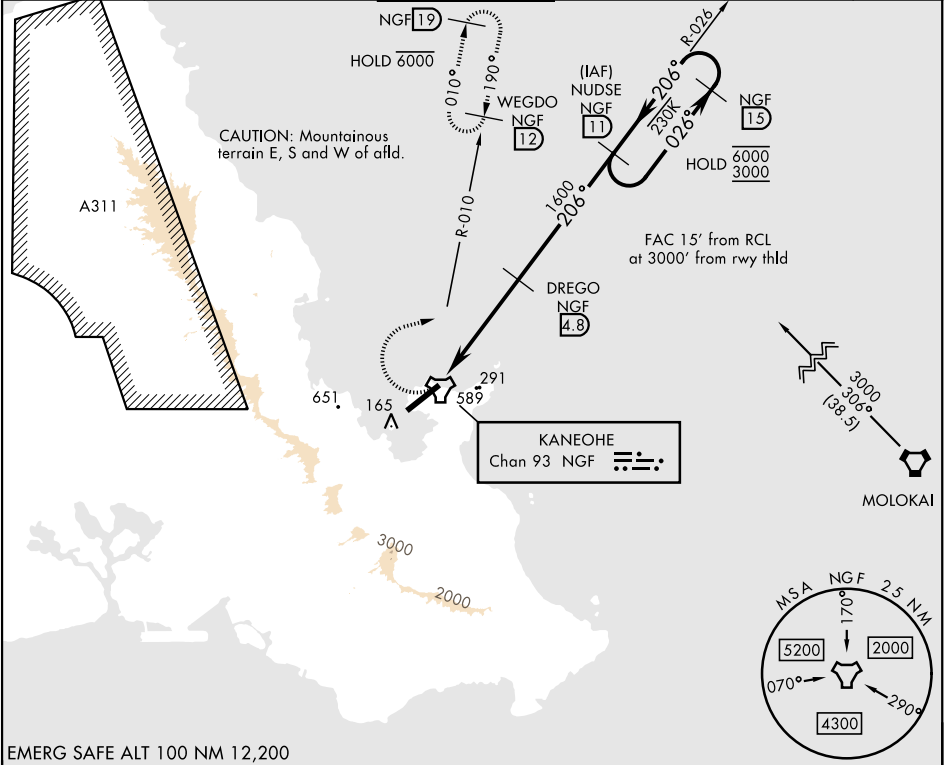 NGF 19
HOLD 6000
010°
190°
WEGDO
NGF
12
R-010
CAUTION: Mountainous
terrain E, S and W of afld.
A311
(IAF)
NUDSE
NGF
11
R-026
206°
230K
026°
NGF
15
HOLD 6000
3000
1600
206°
FAC 15' from RCL
at 3000' from rwy thld
DREGO
NGF
4.8
3000
306°
(38.5)
MOLOKAI
651
165
291
589
KANEOHE
Chan 93 NGF
3000
2000
MSA NGF 25 NM
170°
5200
2000
070°
290°
4300
EMERG SAFE ALT 100 NM 12,200